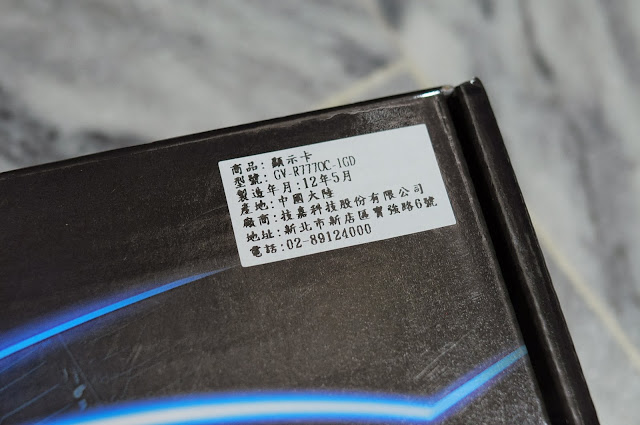 商品: 顯示卡
型號: GV-R777OC-1GD
製造年月:12年5月
產地: 中國大陸
廠商: 技嘉科技股份有限公司
地址: 新北市新店區寶強路6號
電話: 02-89124000